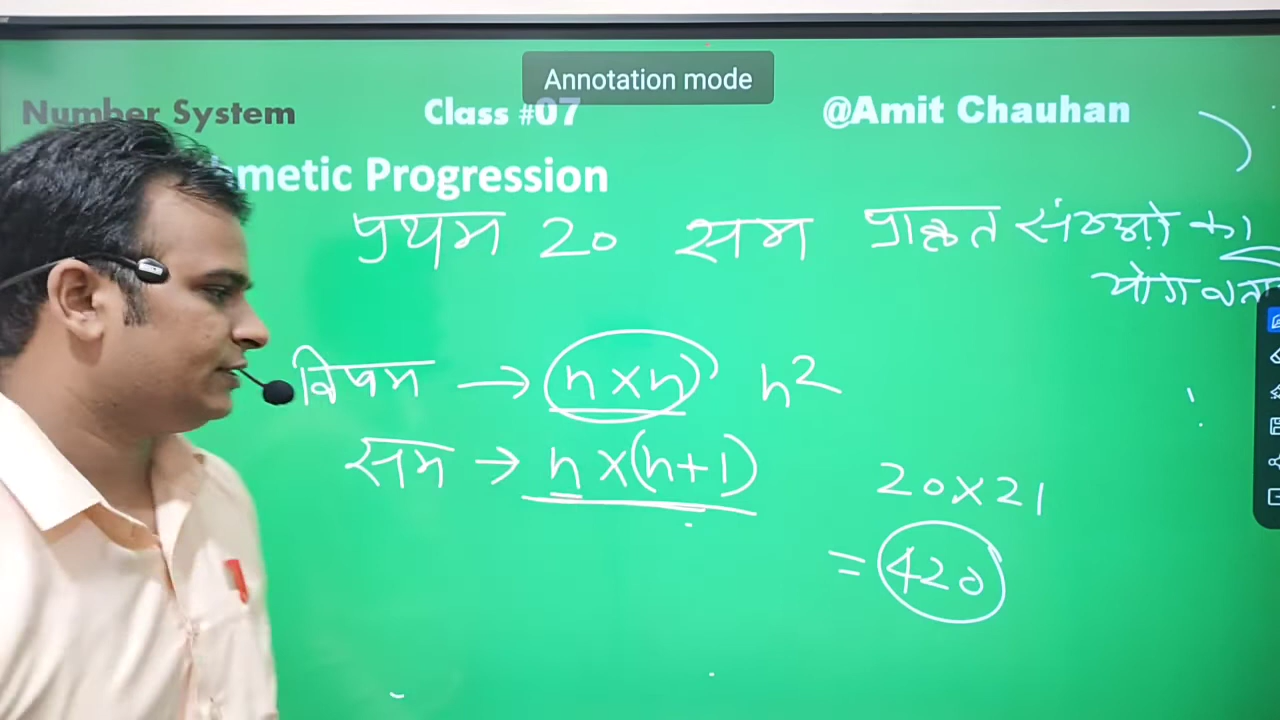 Annotation mode
Number System Class #07 @Amit Chauhan
metic Progression
प्रथम 20 सम प्राकृत संख्याओं का
योग
विषम → n×n n²
सम → n×(n+1)
20×21
= 420